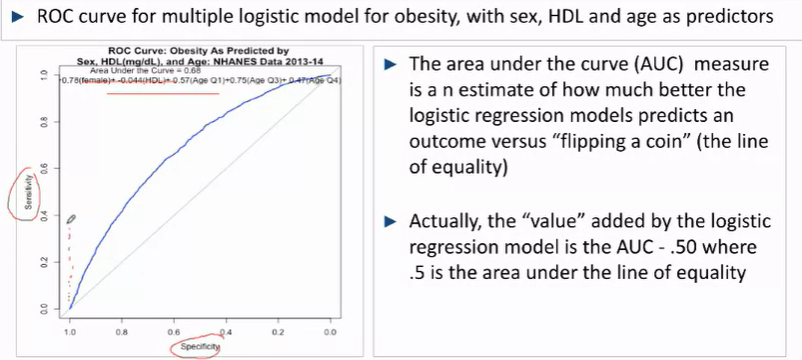 ► ROC curve for multiple logistic model for obesity, with sex, HDL and age as predictors
ROC Curve: Obesity As Predicted by
Sex, HDL(mg/dL), and Age: NHANES Data 2013-14
Area Under the Curve = 0.68
+0.78(female)+ -0.044(HDL)+ 0.57(Age Q1)+0.75(Age Q3)+ 0.47(Age Q4)
Sensitivity
1.0
0.8
0.6
0.4
0.2
0.0
1.0 0.8 0.6 0.4 0.2 0.0
Specificity
► The area under the curve (AUC) measure
is a n estimate of how much better the
logistic regression models predicts an
outcome versus “flipping a coin” (the line
of equality)
► Actually, the “value” added by the logistic
regression model is the AUC - .50 where
.5 is the area under the line of equality